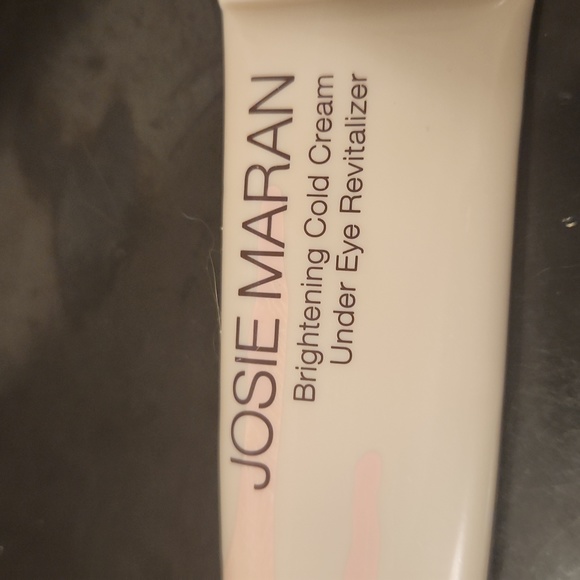 JOSIE MARAN
Brightening Cold Cream
Under Eye Revitalizer